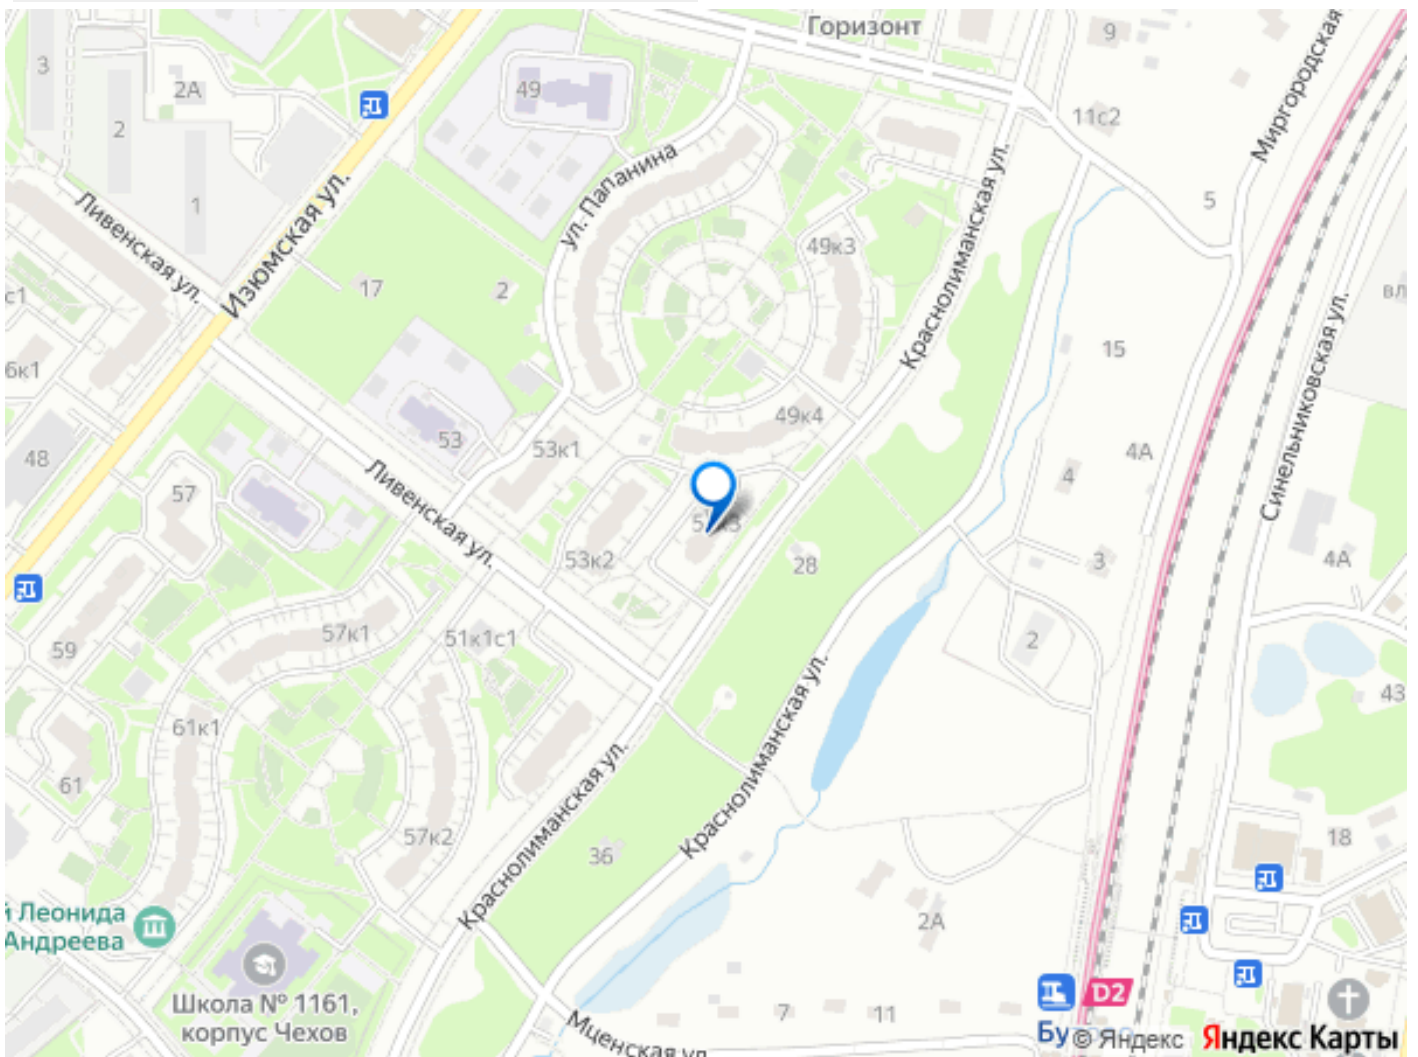 Горизонт
9
3
2А
49
Миргородская
11с2
2
ул. Папанина
Краснолиманская ул.
1
5
Ливенская ул.
Изюмская ул.
49к3
17
2
с1
вл
Синельниковская ул.
15
6к1
49к4
53
53к1
4А
48
Ливенская ул.
57
4
53к2
28
3
4А
57к1
51к1с1
2
59
43
Краснолиманская ул.
61к1
61
Краснолиманская ул.
57к2
36
18
й Леонида
Андреева
2А
Школа № 1161,
корпус Чехов
7
11
D2
Мценская ул.
© Яндекс Яндекс Карты